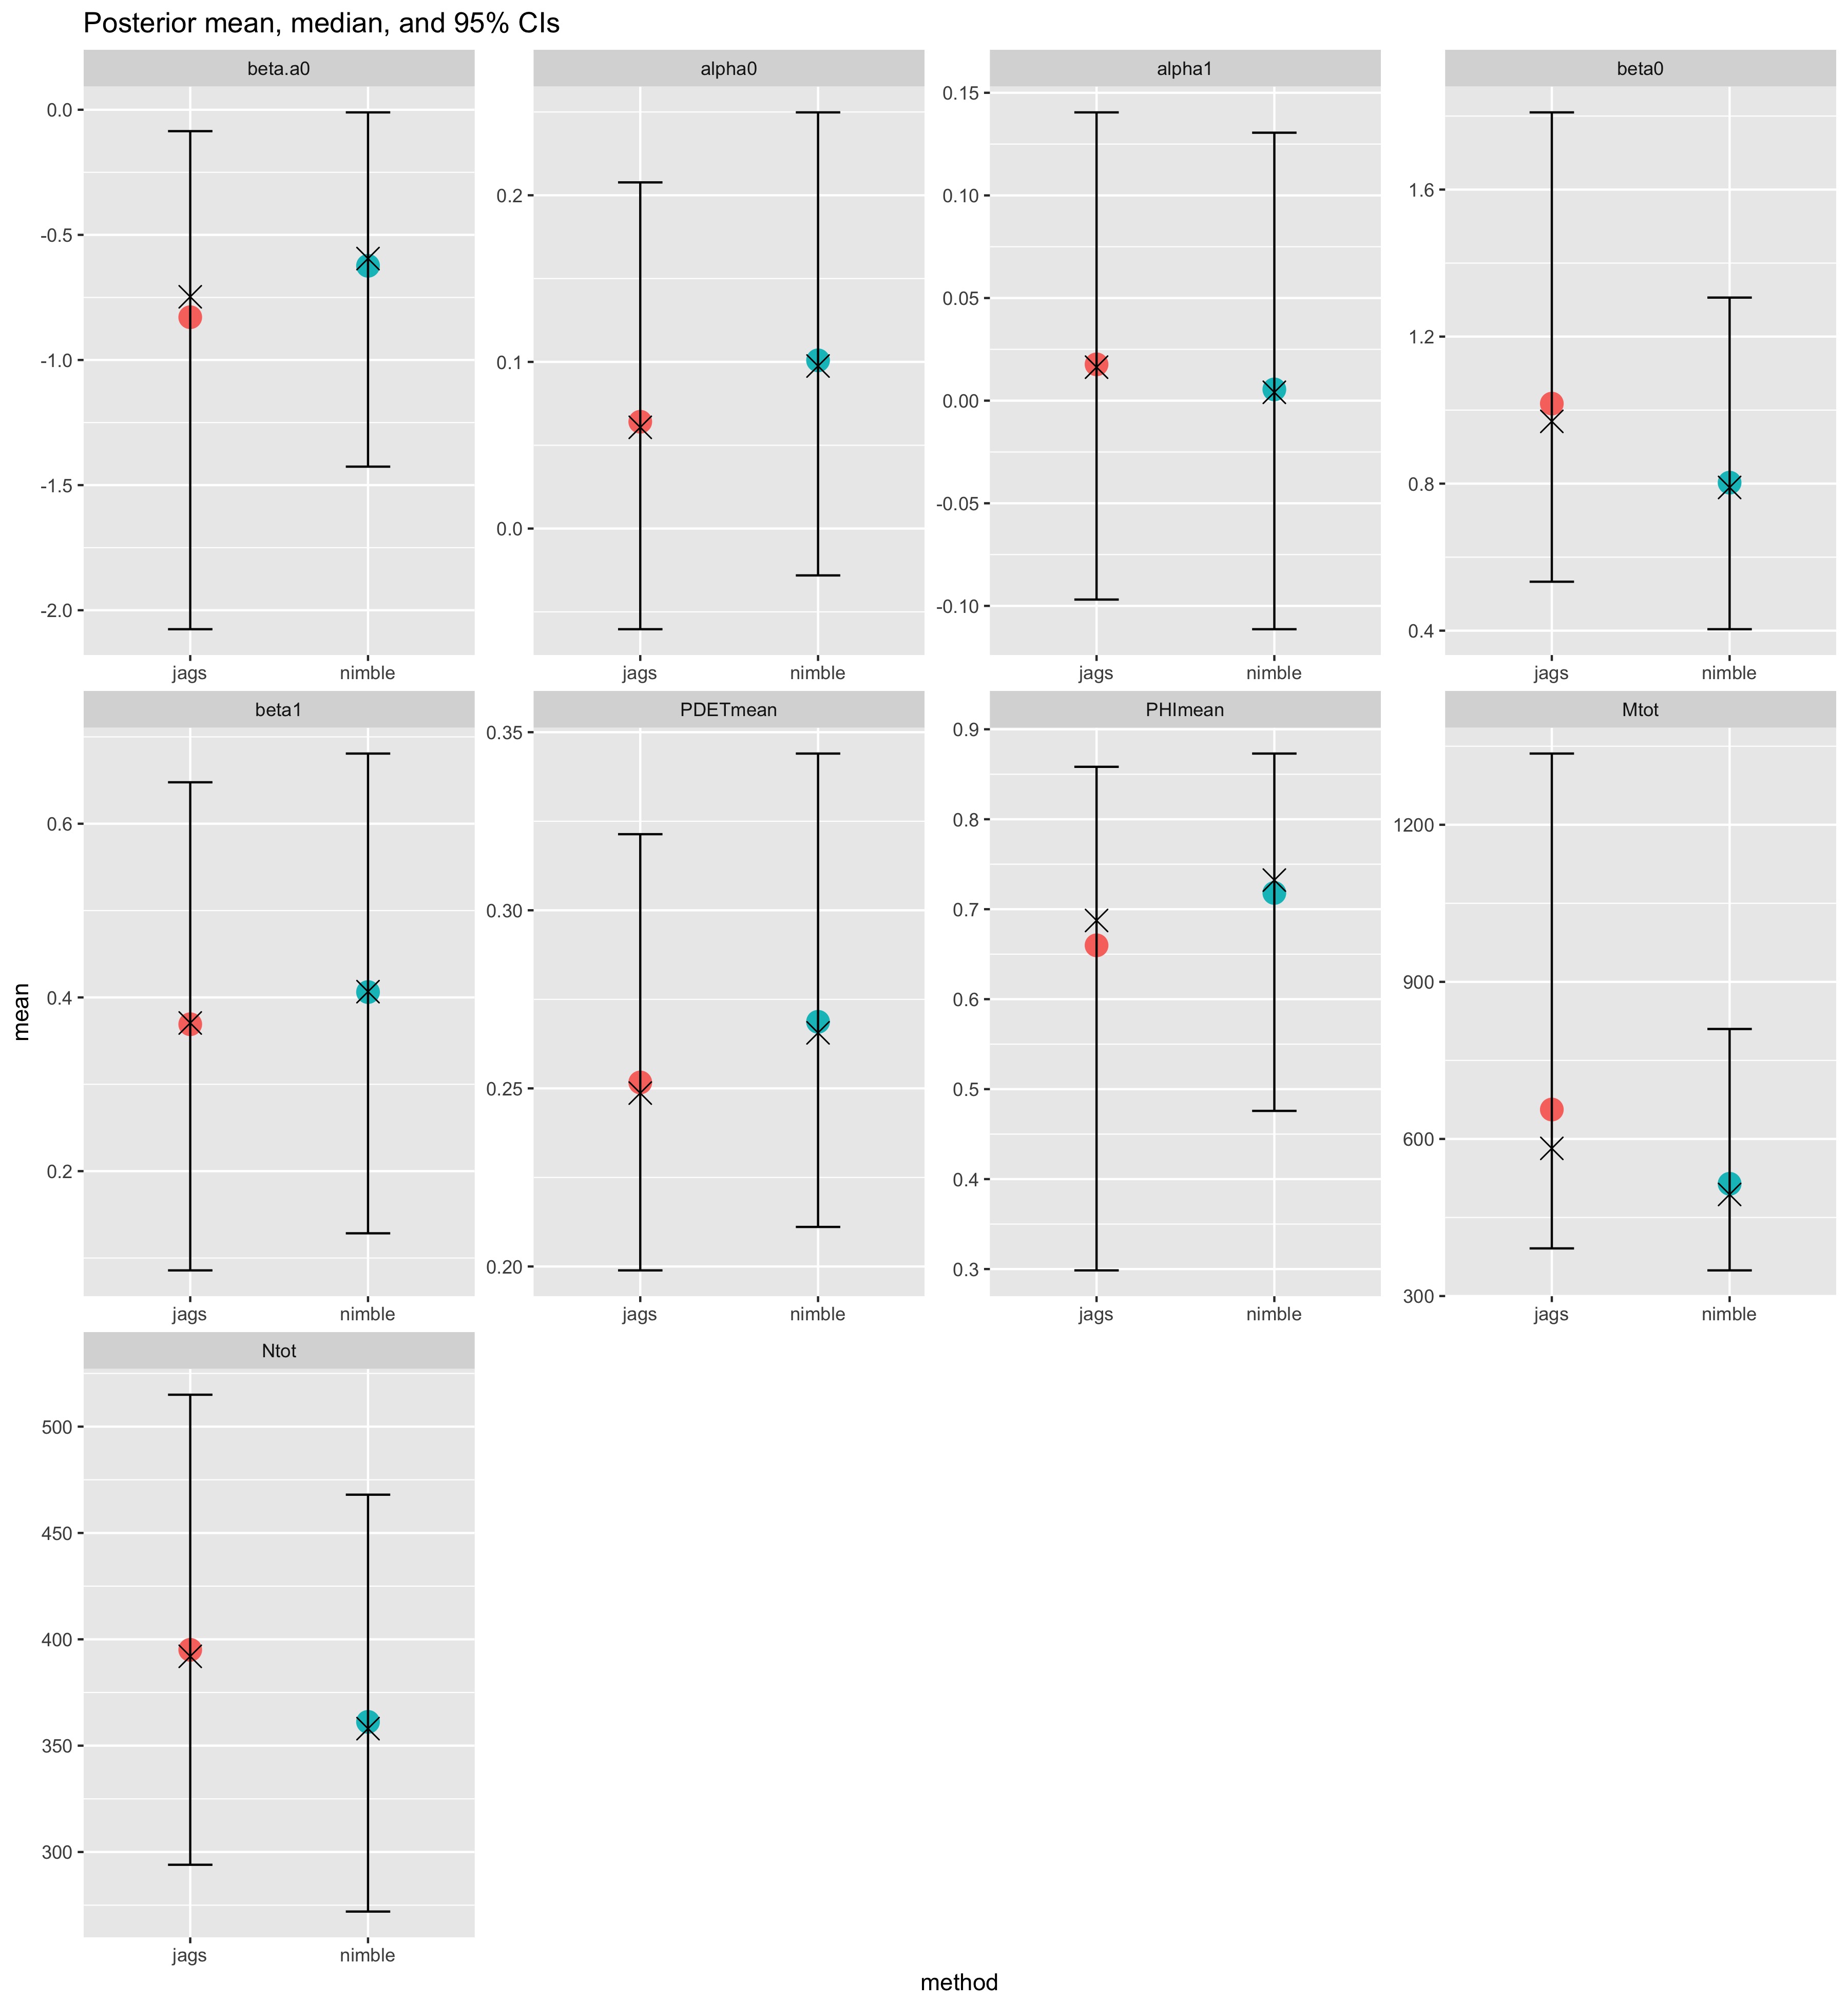 Posterior mean, median, and 95% CIs
beta.a0
alpha0
alpha1
beta0
0.0
-0.5
-1.0
-1.5
-2.0
0.2
0.1
0.0
0.15
0.10
0.05
0.00
-0.05
-0.10
1.6
1.2
0.8
0.4
jags nimble
jags nimble
jags nimble
jags nimble
beta1
PDETmean
PHImean
Mtot
0.6
0.4
0.2
0.35
0.30
0.25
0.20
0.9
0.8
0.7
0.6
0.5
0.4
0.3
1200
900
600
300
jags nimble
jags nimble
jags nimble
jags nimble
mean
Ntot
500
450
400
350
300
jags nimble
method